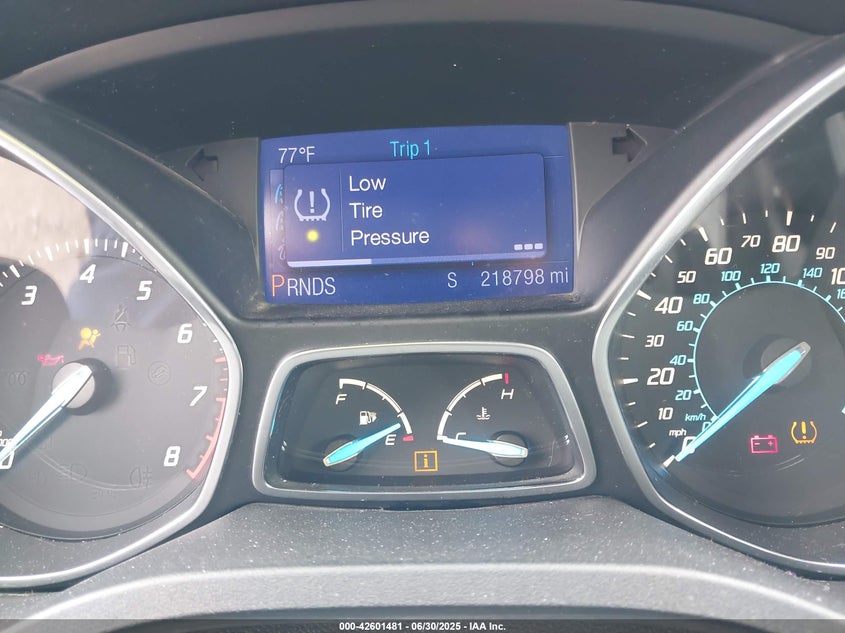 77°F Trip 1
Low
Tire
Pressure
PRNDS S 218798 mi
3 4 5 6 7 8
F E
C H
i
0 10 20 30 40 50 60 70 80 90
20 40 60 80 100 120 140
km/h
mph
000-42601481 - 06/30/2025 - IAA Inc.